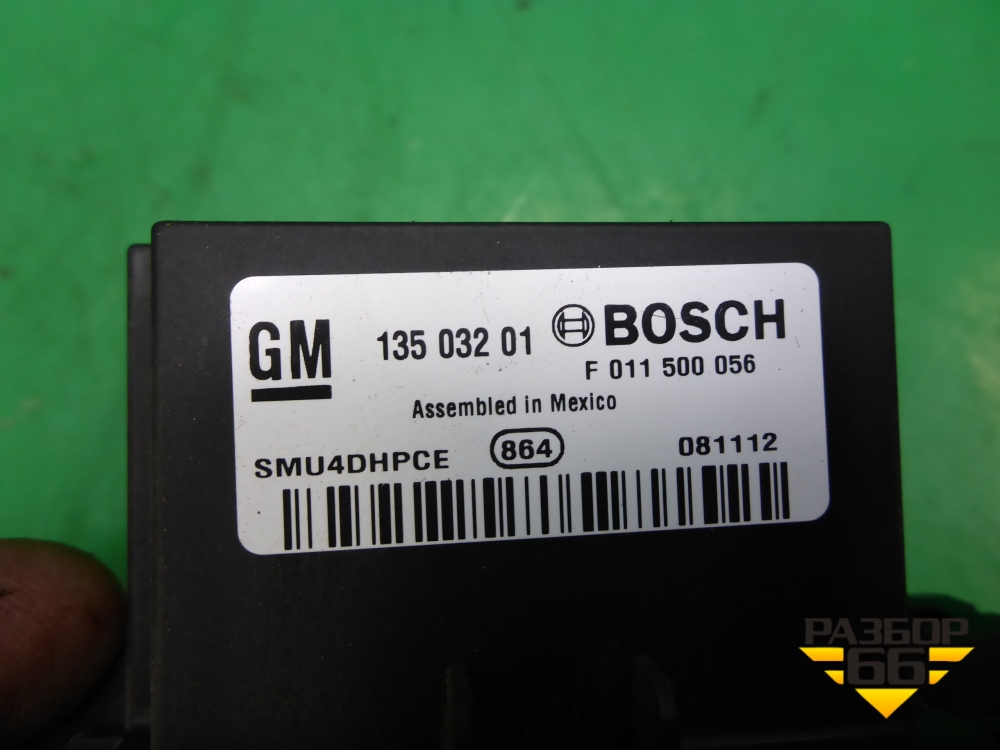 GM 135 032 01 BOSCH
F 011 500 056
Assembled in Mexico
SMU4DHPCE 864 081112
РАЗБОР
66